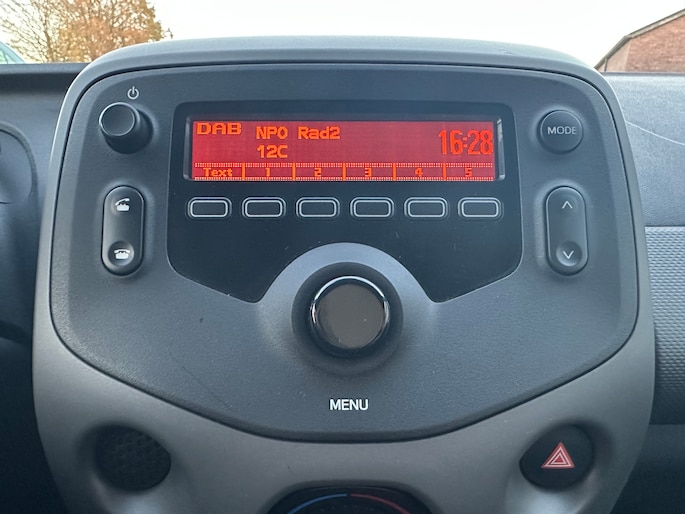 DAB NPO Rad2 16:28
12C
Text 1 2 3 4 5
MODE
MENU